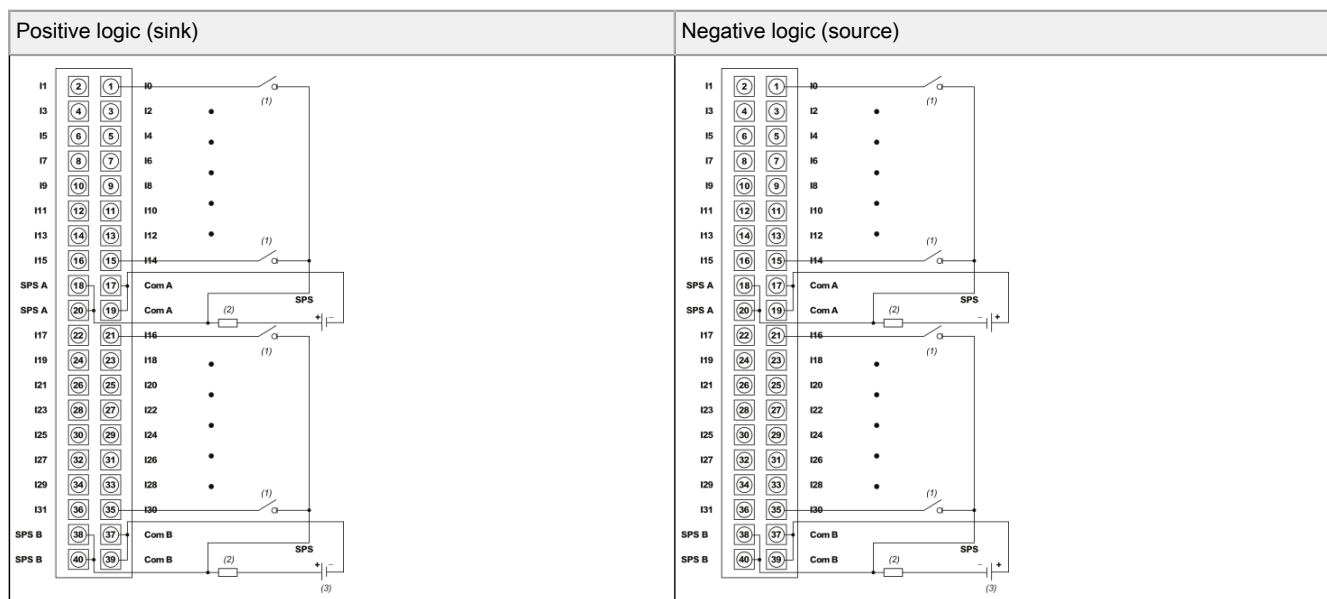 Positive logic (sink)
I1 2 1 I0
(1)
I3 4 3 I2
I5 6 5 I4
I7 8 7 I6
I9 10 9 I8
I11 12 11 I10
I13 14 13 I12
(1)
I15 16 15 I14
SPS A 18 17 Com A
SPS
SPS A 20 19 Com A
(2) + −
I17 22 21 I16
(1)
I19 24 23 I18
I21 26 25 I20
I23 28 27 I22
I25 30 29 I24
I27 32 31 I26
I29 34 33 I28
(1)
I31 36 35 I30
SPS B 38 37 Com B
SPS
SPS B 40 39 Com B
(2) + −
(3)
Negative logic (source)
I1 2 1 I0
(1)
I3 4 3 I2
I5 6 5 I4
I7 8 7 I6
I9 10 9 I8
I11 12 11 I10
I13 14 13 I12
(1)
I15 16 15 I14
SPS A 18 17 Com A
SPS
SPS A 20 19 Com A
(2) − +
I17 22 21 I16
(1)
I19 24 23 I18
I21 26 25 I20
I23 28 27 I22
I25 30 29 I24
I27 32 31 I26
I29 34 33 I28
(1)
I31 36 35 I30
SPS B 38 37 Com B
SPS
SPS B 40 39 Com B
(2) − +
(3)